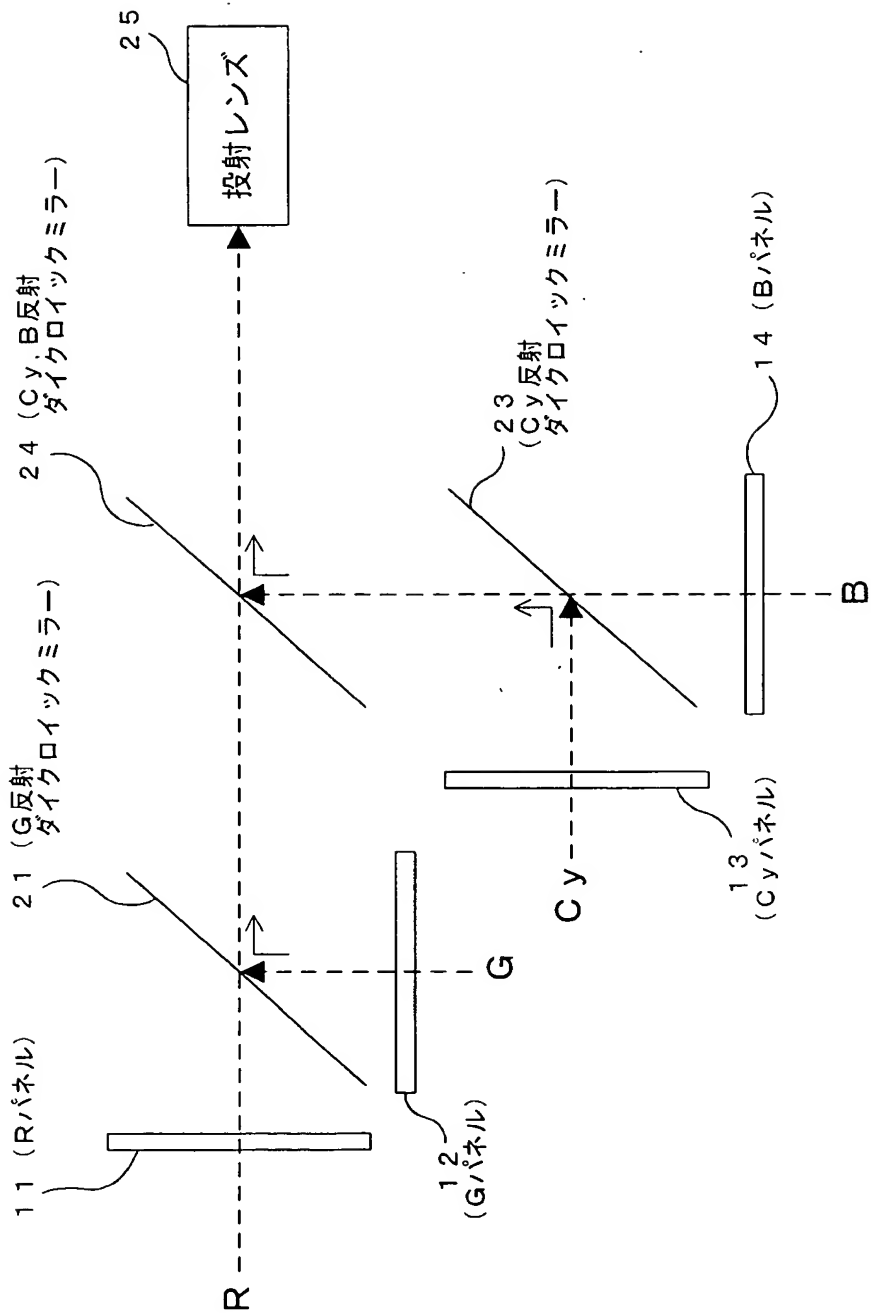 25
投射レンズ
24 (Cy, B反射
ダイクロイックミラー)
21 (G反射
ダイクロイックミラー)
11 (Rパネル)
R
12
(Gパネル)
G
23
(Cy反射
ダイクロイックミラー)
Cy
13
(Cyパネル)
14 (Bパネル)
B